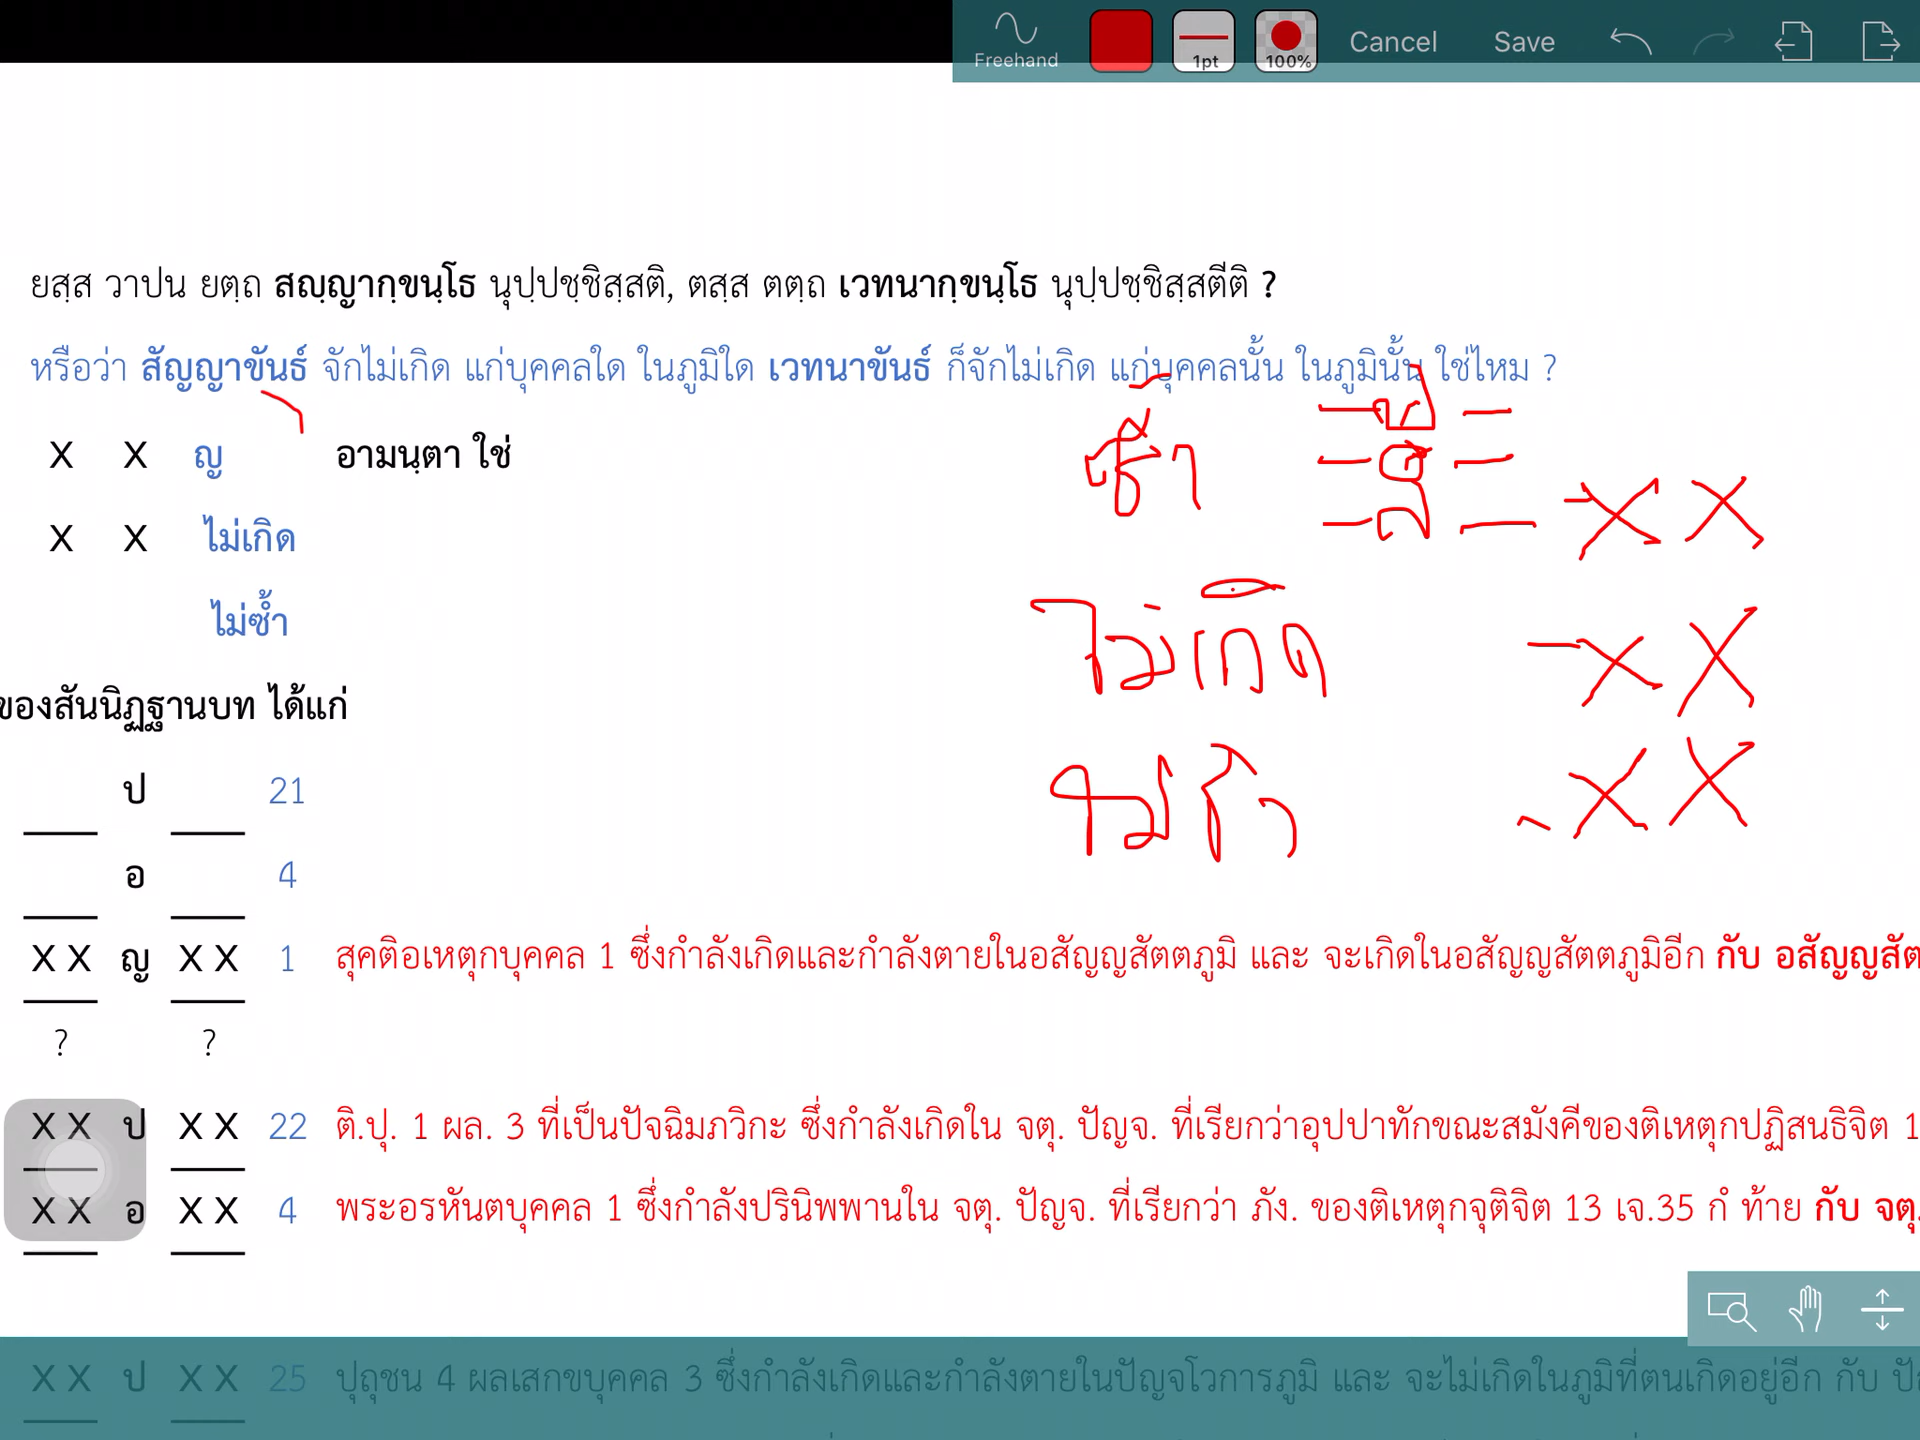 Freehand 1pt 100% Cancel Save
ยสฺส วาปน ยตฺถ สญฺญากฺขนฺโธ นุปฺปชฺชิสฺสติ, ตสฺส ตตฺถ เวทนากฺขนฺโธ นุปฺปชฺชิสฺสตีติ ?
หรือว่า สัญญาขันธ์ จักไม่เกิด แก่บุคคลใด ในภูมิใด เวทนาขันธ์ ก็จักไม่เกิด แก่บุคคลนั้น ในภูมินั้น ใช่ไหม ?
X X ญ อามนฺตา ใช่
ซ้ำ
X X
X X ไม่เกิด
ไม่เกิด X X
ไม่ซ้ำ
ของสันนิฏฐานบท ได้แก่
ไม่ซ้ำ X X
ป 21
อ 4
X X ญ X X 1 สุคติอเหตุกบุคคล 1 ซึ่งกำลังเกิดและกำลังตายในอสัญญสัตตภูมิ และ จะเกิดในอสัญญสัตตภูมิอีก กับ อสัญญสัต
? ?
X X ป X X 22 ติ.ปุ. 1 ผล. 3 ที่เป็นปัจฉิมภวิกะ ซึ่งกำลังเกิดใน จตุ. ปัญจ. ที่เรียกว่าอุปปาทักขณะสมังคีของติเหตุกปฏิสนธิจิต 1
X X อ X X 4 พระอรหันตบุคคล 1 ซึ่งกำลังปรินิพพานใน จตุ. ปัญจ. ที่เรียกว่า ภัง. ของติเหตุกจุติจิต 13 เจ.35 กํ ท้าย กับ จตุ.
X X ป X X 25 ปุถุชน 4 ผลเสกขบุคคล 3 ซึ่งกำลังเกิดและกำลังตายในปัญจโวการภูมิ และ จะไม่เกิดในภูมิที่ตนเกิดอยู่อีก กับ